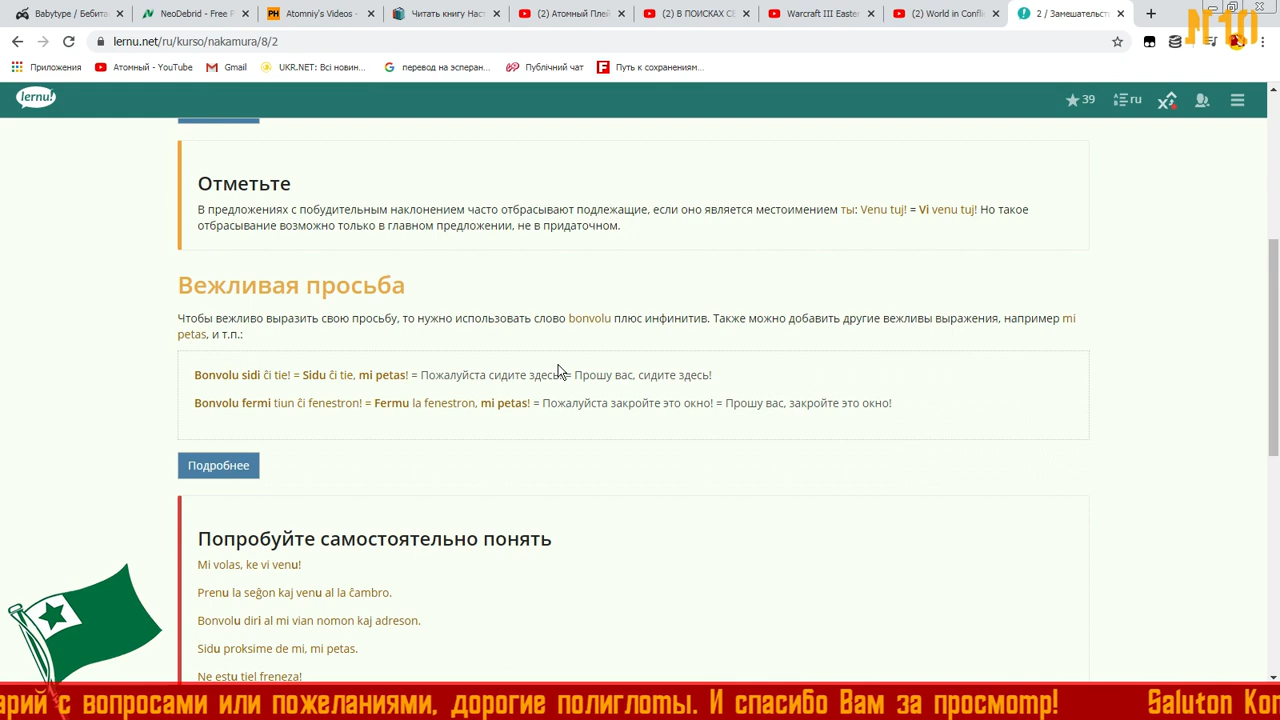 Babytype / Бебита
NeoDebrid - Free P
Atomniy's Videos -
Читать книгу Наст
(2) Атомный Плей
(2) В ПОИСКАХ СЕ
Warcraft III Easter
(2) World in Conflic
2 / Замешательств
N10
lernu.net/ru/kurso/nakamura/8/2
Приложения
Атомный - YouTube
Gmail
UKR.NET: Всі новин...
перевод на эсперан...
Публічний чат
Путь к сохранениям...
lernu!
39
ru
Отметьте
В предложениях с побудительным наклонением часто отбрасывают подлежащие, если оно является местоимением ты: Venu tuj! = Vi venu tuj! Но такое
отбрасывание возможно только в главном предложении, не в придаточном.
Вежливая просьба
Чтобы вежливо выразить свою просьбу, то нужно использовать слово bonvolu плюс инфинитив. Также можно добавить другие вежливы выражения, например mi
petas, и т.п.:
Bonvolu sidi ĉi tie! = Sidu ĉi tie, mi petas! = Пожалуйста сидите здесь! = Прошу вас, сидите здесь!
Bonvolu fermi tiun ĉi fenestron! = Fermu la fenestron, mi petas! = Пожалуйста закройте это окно! = Прошу вас, закройте это окно!
Подробнее
Попробуйте самостоятельно понять
Mi volas, ke vi venu!
Prenu la seĝon kaj venu al la ĉambro.
Bonvolu diri al mi vian nomon kaj adreson.
Sidu proksime de mi, mi petas.
Ne estu tiel freneza!
арий с вопросами или пожеланиями, дорогие полиглоты. И спасибо Вам за просмотр! Saluton Kor